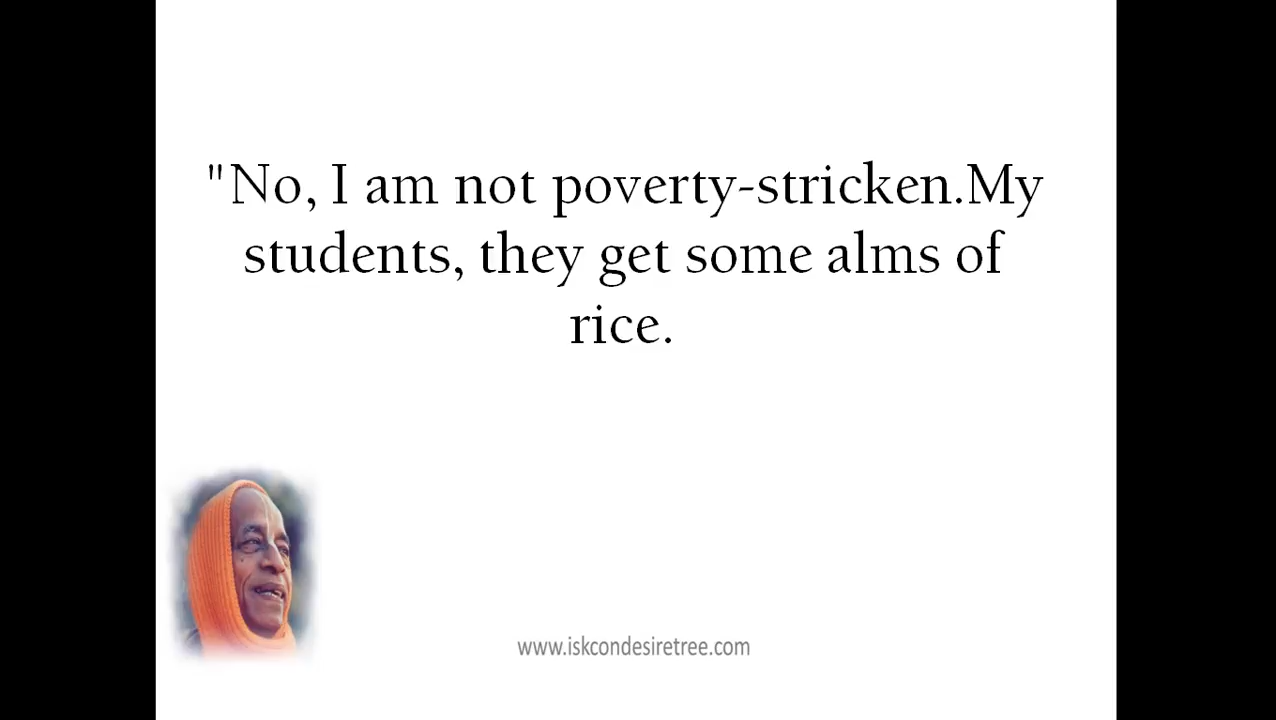 "No, I am not poverty-stricken.My
students, they get some alms of
rice.
www.iskcondesiretree.com